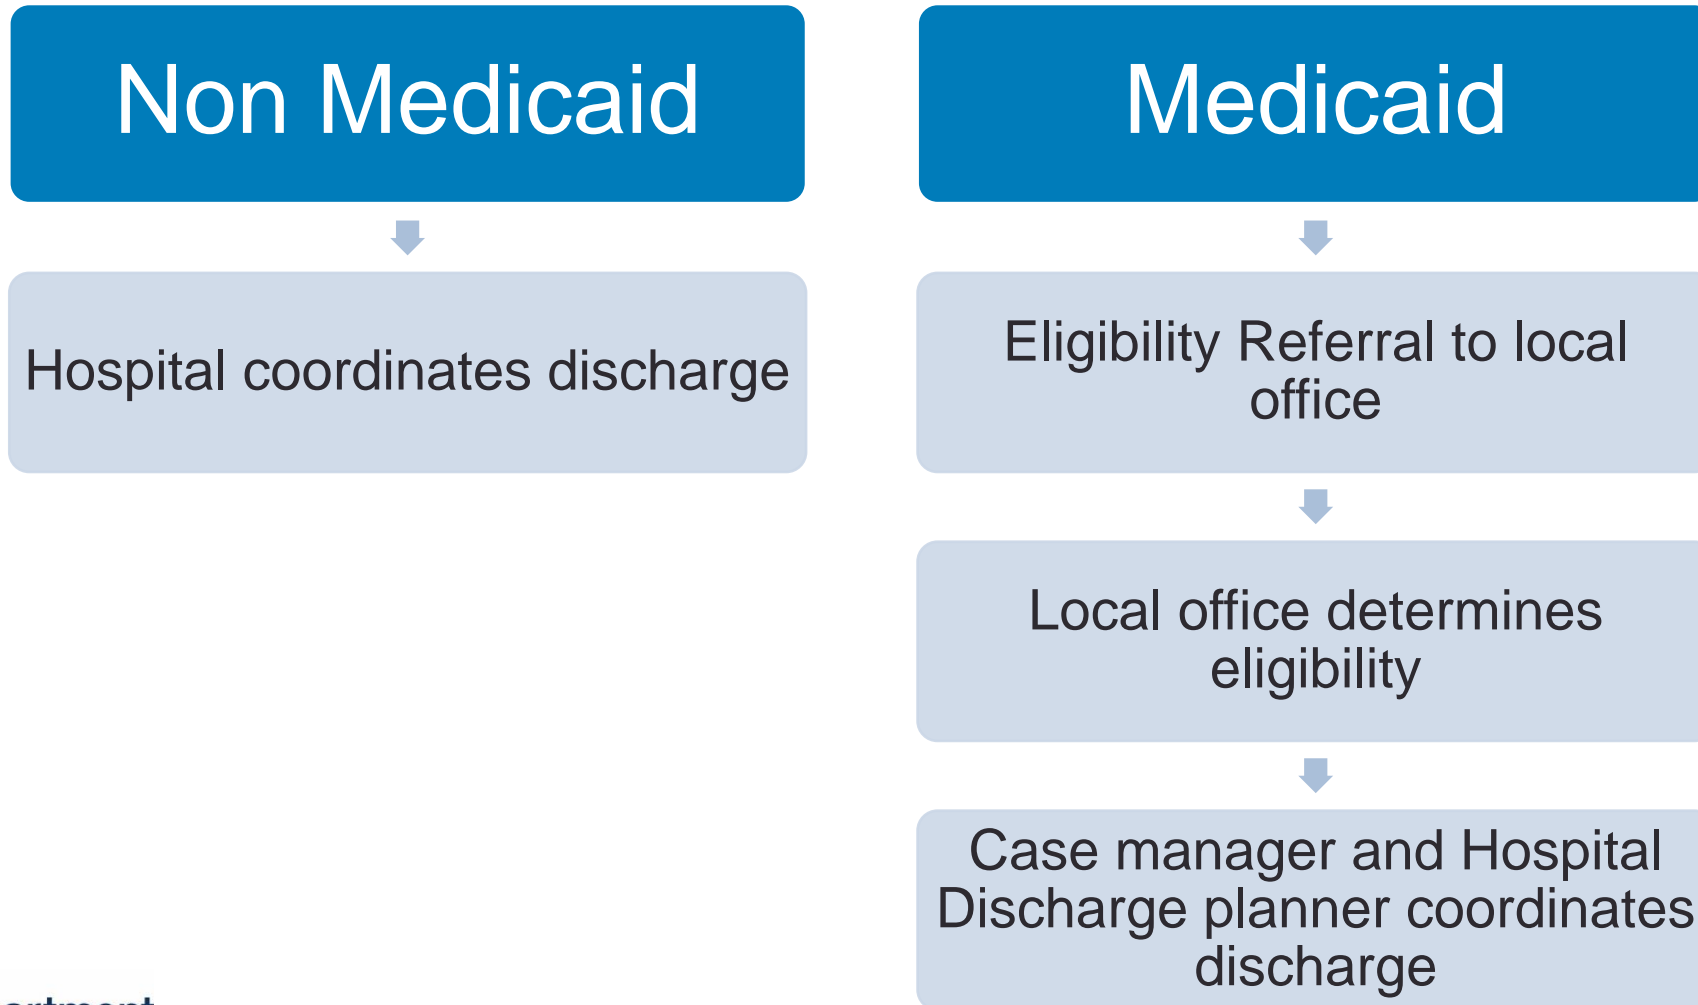 Non Medicaid
Hospital coordinates discharge
Medicaid
Eligibility Referral to local
office
Local office determines
eligibility
Case manager and Hospital
Discharge planner coordinates
discharge